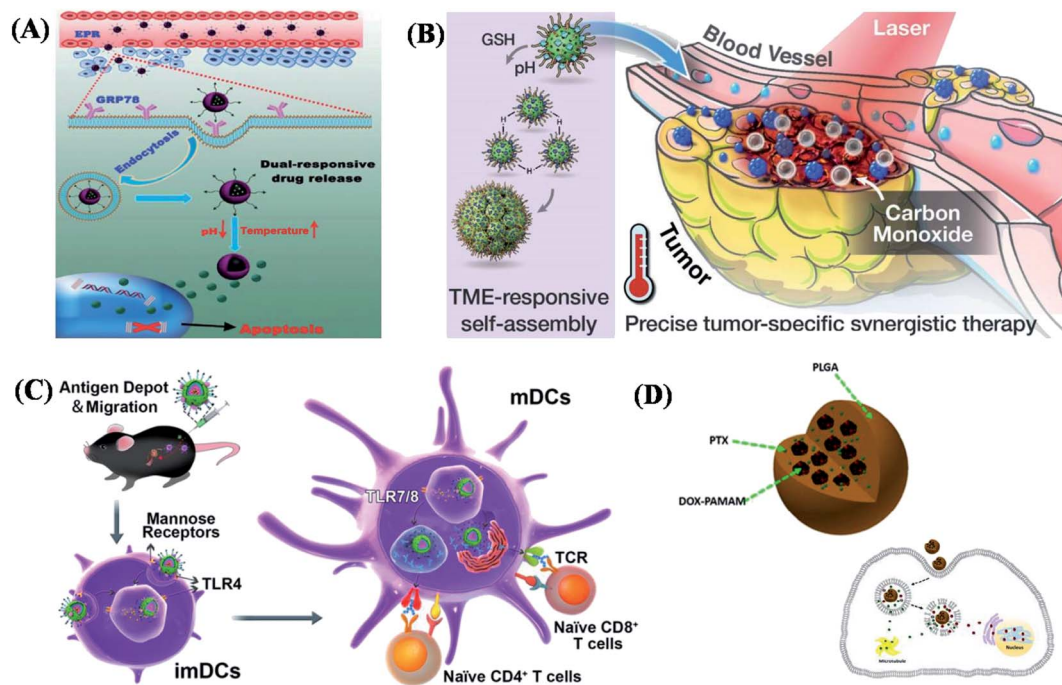 (A)
EPR
GRP78
Endocytosis
Dual-responsive
drug release
pH
Temperature
Apoptosis
(B)
GSH
pH
H
H
H
TME-responsive
self-assembly
Blood Vessel
Laser
Carbon
Monoxide
Tumor
Precise tumor-specific synergistic therapy
(C)
Antigen Depot
& Migration
Mannose
Receptors
TLR4
imDCs
mDCs
TLR7/8
TCR
Naïve CD8+
T cells
Naïve CD4+ T cells
(D)
PLGA
PTX
DOX-PAMAM
Microtubule
Nucleus